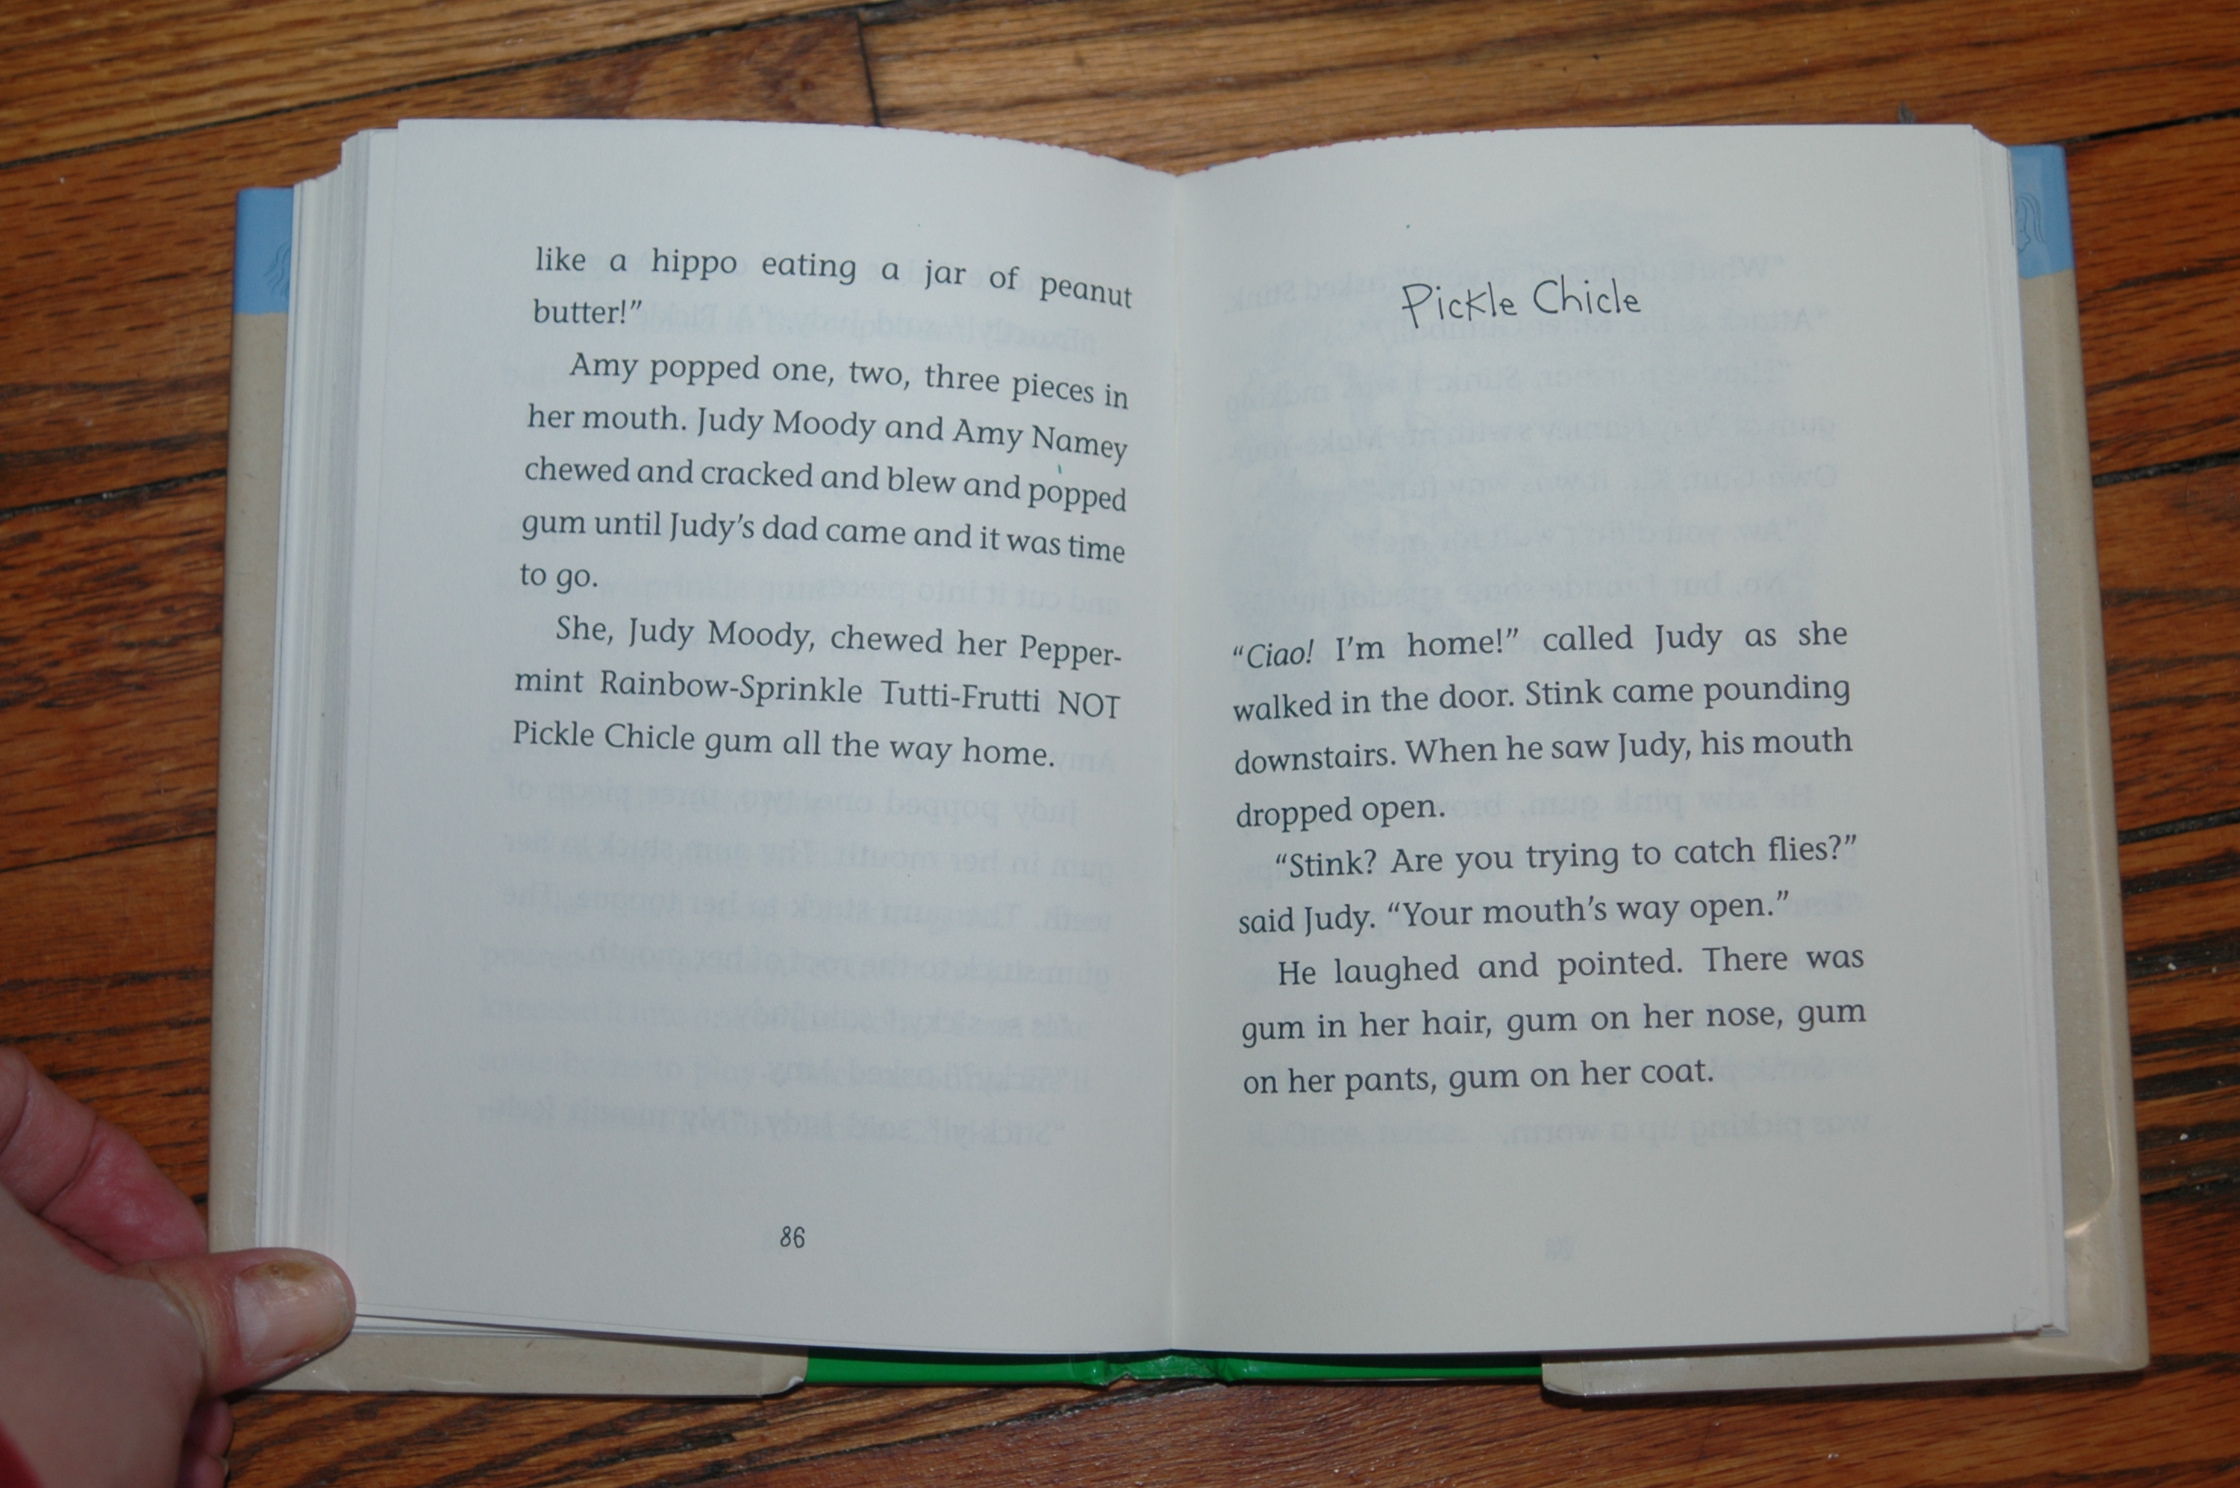 like a hippo eating a jar of peanut
butter!"
Amy popped one, two, three pieces in
her mouth. Judy Moody and Amy Namey
chewed and cracked and blew and popped
gum until Judy's dad came and it was time
to go.
She, Judy Moody, chewed her Pepper-
mint Rainbow-Sprinkle Tutti-Frutti NOT
Pickle Chicle gum all the way home.
86
Pickle Chicle
"Ciao! I'm home!" called Judy as she
walked in the door. Stink came pounding
downstairs. When he saw Judy, his mouth
dropped open.
"Stink? Are you trying to catch flies?"
said Judy. "Your mouth's way open."
He laughed and pointed. There was
gum in her hair, gum on her nose, gum
on her pants, gum on her coat.